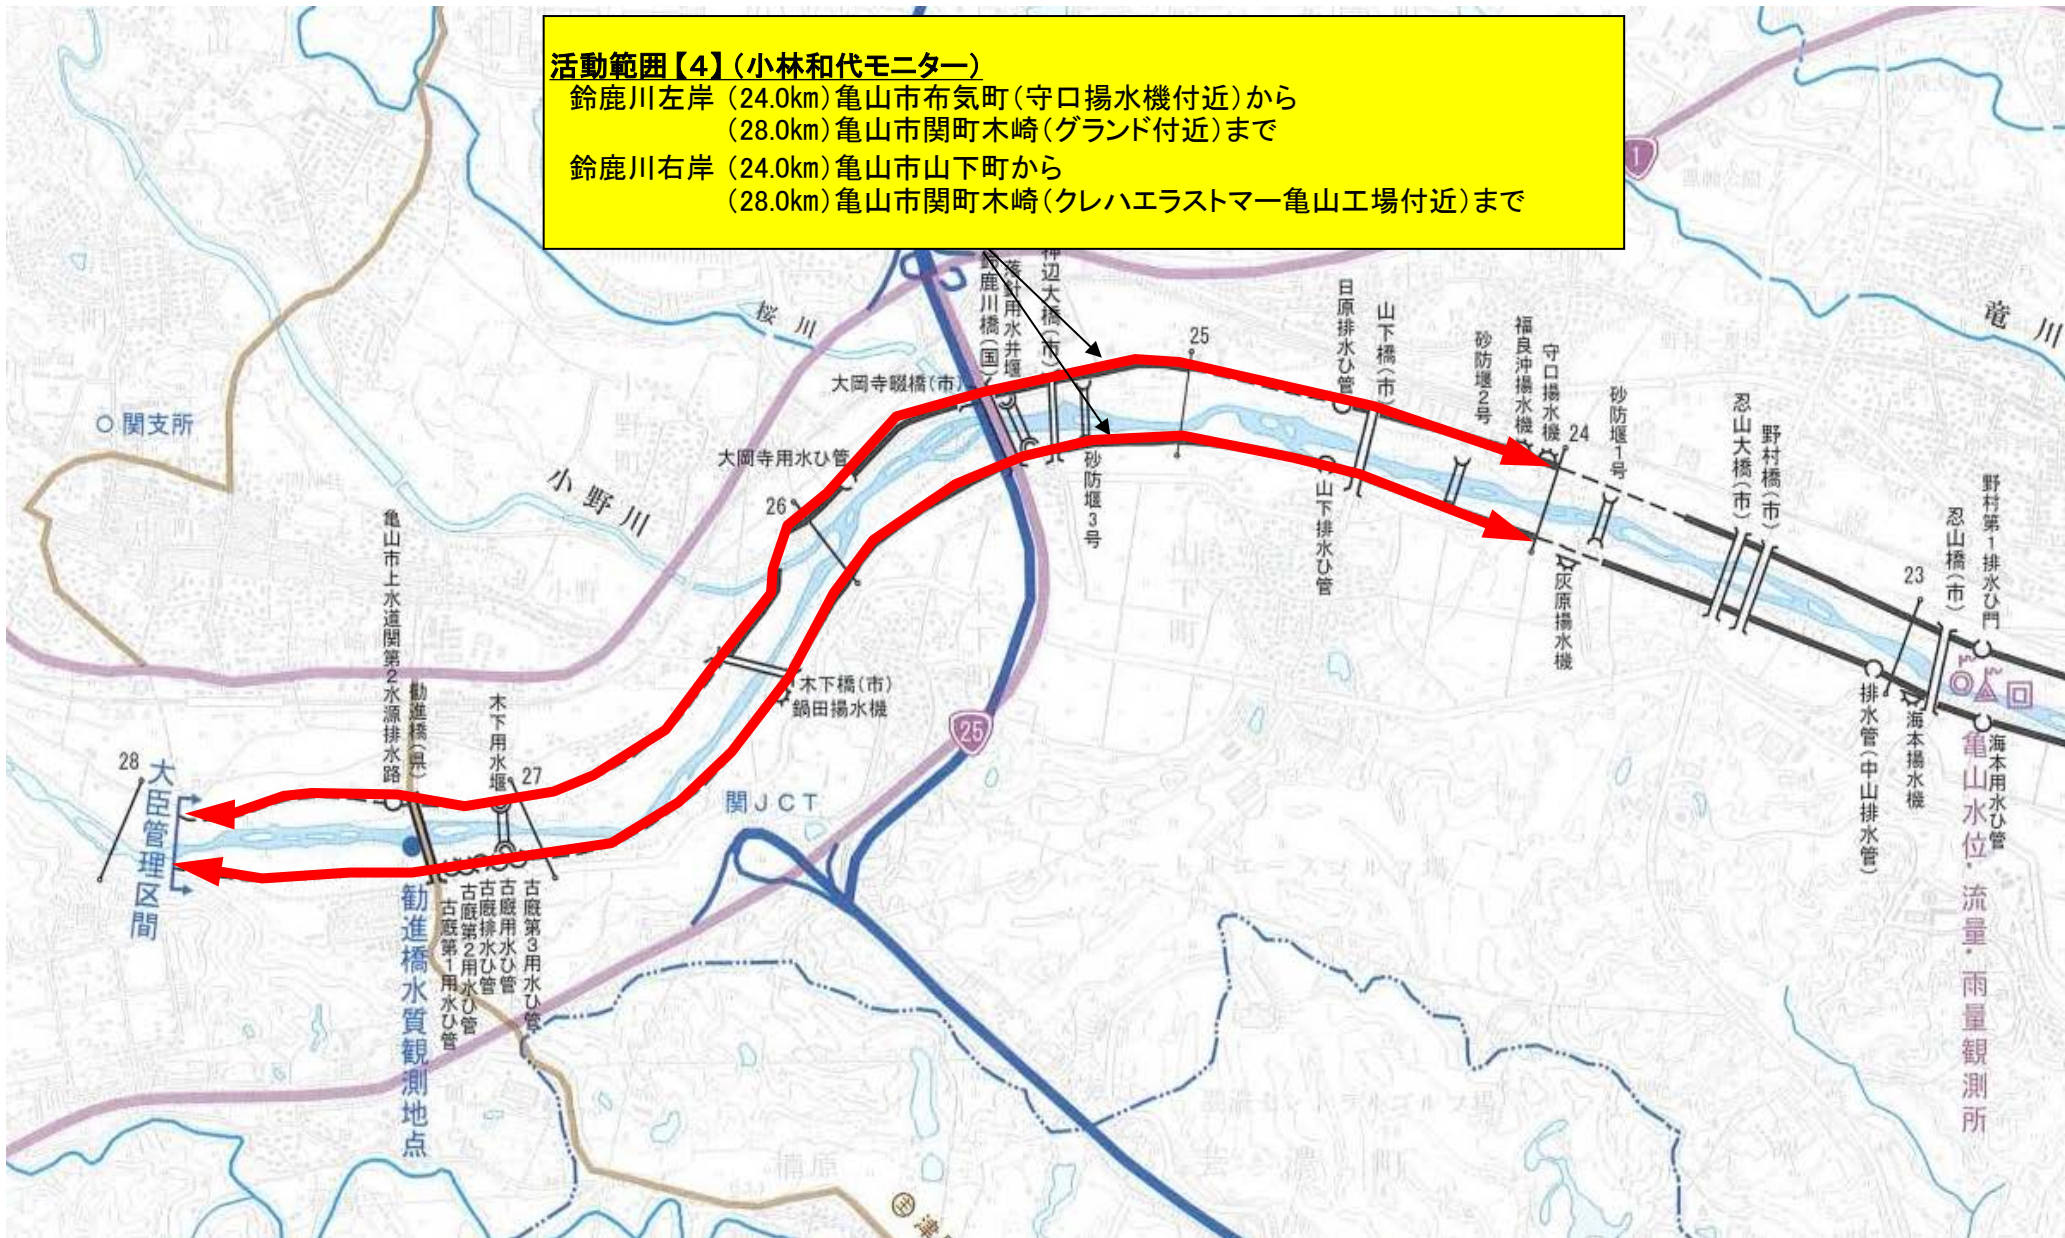 活動範囲【4】（小林和代モニター）
鈴鹿川左岸（24.0km）亀山市布気町（守口揚水機付近）から
（28.0km）亀山市関町木崎（グランド付近）まで
鈴鹿川右岸（24.0km）亀山市山下町から
（28.0km）亀山市関町木崎（クレハエラストマー亀山工場付近）まで
1
竜川
桜川
鈴鹿川橋（国）
落針用水井堰
神辺大橋（市）
25
日原排水ひ管
山下橋（市）
砂防堰2号
福良沖揚水機
守口揚水機
24
砂防堰1号
忍山大橋（市）
野村橋（市）
23
忍山橋（市）
野村第1排水ひ門
大岡寺畷橋（市）
関支所
大岡寺用水ひ管
小野川
26
砂防堰3号
山下排水ひ管
灰原揚水機
亀山市上水道関第2水源排水路
勧進橋（県）
木下用水堰
27
木下橋（市）
鍋田揚水機
25
排水管（中山排水管）
海本揚水機
海本用水ひ管
亀山水位・流量・雨量観測所
28
大臣管理区間
関JCT
勧進橋水質観測地点
古廐第1用水ひ管
古廐第2用水ひ管
古廐排水ひ管
古廐用水ひ管
古廐第3用水ひ管
楠原
芸濃町
主 津